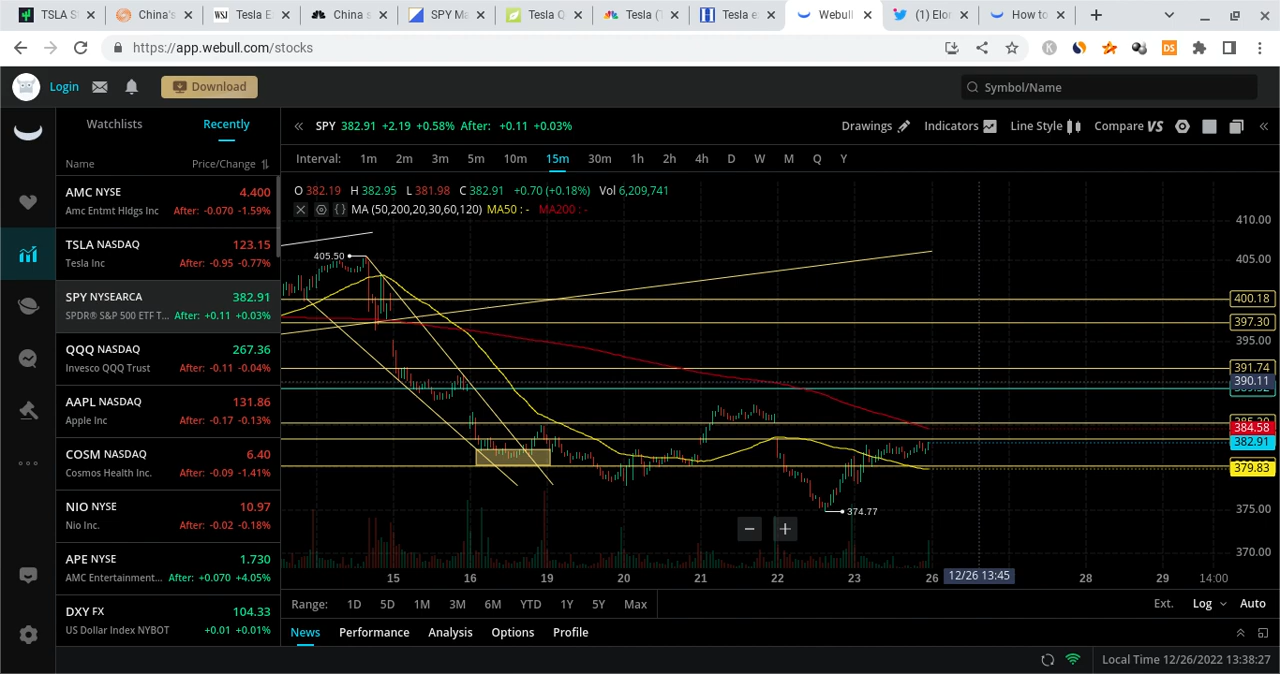 TSLA S
China's
WSJ Tesla E
China s
SPY Ma
Tesla Q
Tesla (T
Tesla e
Webull
(1) Elor
How to
https://app.webull.com/stocks
Login
Download
Symbol/Name
Watchlists
Recently
SPY 382.91 +2.19 +0.58% After: +0.11 +0.03%
Drawings
Indicators
Line Style
Compare VS
Name
Price/Change
Interval: 1m 2m 3m 5m 10m 15m 30m 1h 2h 4h D W M Q Y
AMC NYSE 4.400
Amc Entmt Hldgs Inc After: -0.070 -1.59%
TSLA NASDAQ 123.15
Tesla Inc After: -0.95 -0.77%
SPY NYSEARCA 382.91
SPDR® S&P 500 ETF T... After: +0.11 +0.03%
QQQ NASDAQ 267.36
Invesco QQQ Trust After: -0.11 -0.04%
AAPL NASDAQ 131.86
Apple Inc After: -0.17 -0.13%
COSM NASDAQ 6.40
Cosmos Health Inc. After: -0.09 -1.41%
NIO NYSE 10.97
Nio Inc. After: -0.02 -0.18%
APE NYSE 1.730
AMC Entertainment... After: +0.070 +4.05%
DXY FX 104.33
US Dollar Index NYBOT +0.01 +0.01%
O 382.19 H 382.95 L 381.98 C 382.91 +0.70 (+0.18%) Vol 6,209,741
MA (50,200,20,30,60,120) MA50 : - MA200 : -
405.50
374.77
410.00
405.00
400.18
397.30
395.00
391.74
390.11
384.58
382.91
379.83
375.00
370.00
15 16 19 20 21 22 23 26 12/26 13:45 28 29 14:00
Range: 1D 5D 1M 3M 6M YTD 1Y 5Y Max
Ext. Log Auto
News Performance Analysis Options Profile
Local Time 12/26/2022 13:38:27